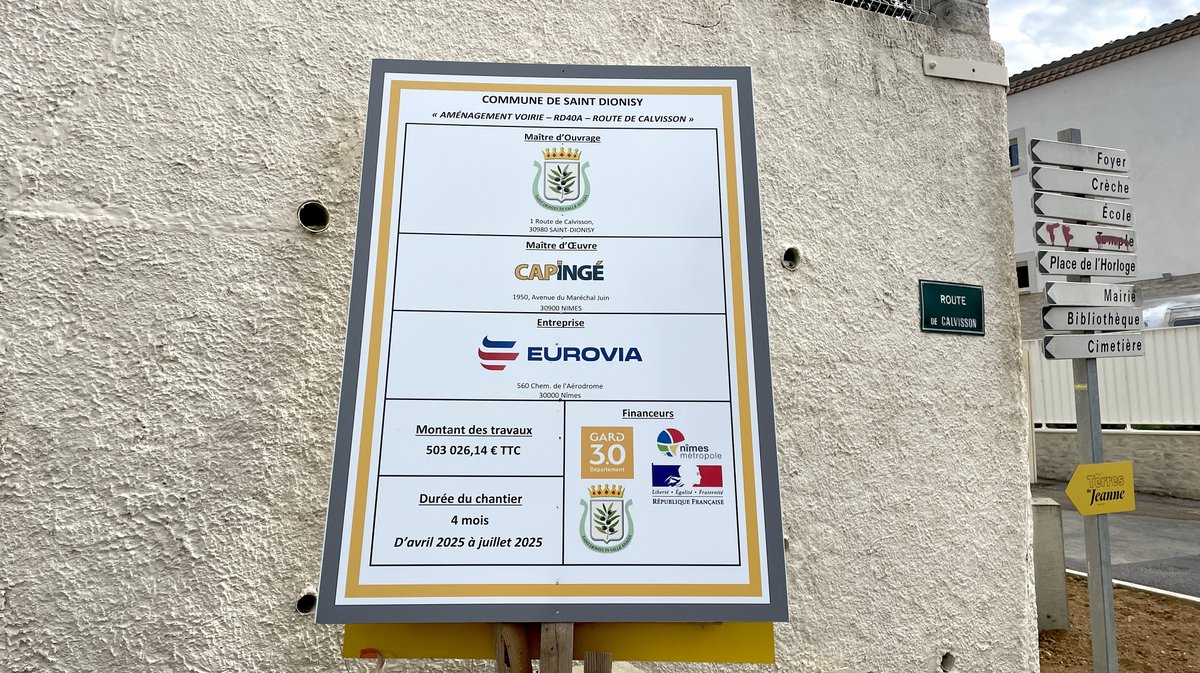 COMMUNE DE SAINT DIONISY
« AMÉNAGEMENT VOIRIE – RD40A – ROUTE DE CALVISSON »
Maître d'Ouvrage
1 Route de Calvisson,
30980 SAINT-DIONISY
Maître d'Œuvre
CAPINGÉ
1950, Avenue du Maréchal Juin
30900 NIMES
Entreprise
EUROVIA
560 Chem. de l'Aérodrome
30000 Nîmes
Montant des travaux
503 026,14 € TTC
Durée du chantier
4 mois
D'avril 2025 à juillet 2025
Financeurs
GARD
30
Département
nîmes
métropole
Liberté • Égalité • Fraternité
RÉPUBLIQUE FRANÇAISE
ROUTE
DE CALVISSON
Foyer
Crèche
École
Temple
Place de l'Horloge
Mairie
Bibliothèque
Cimetière
Terres
de Jeanne